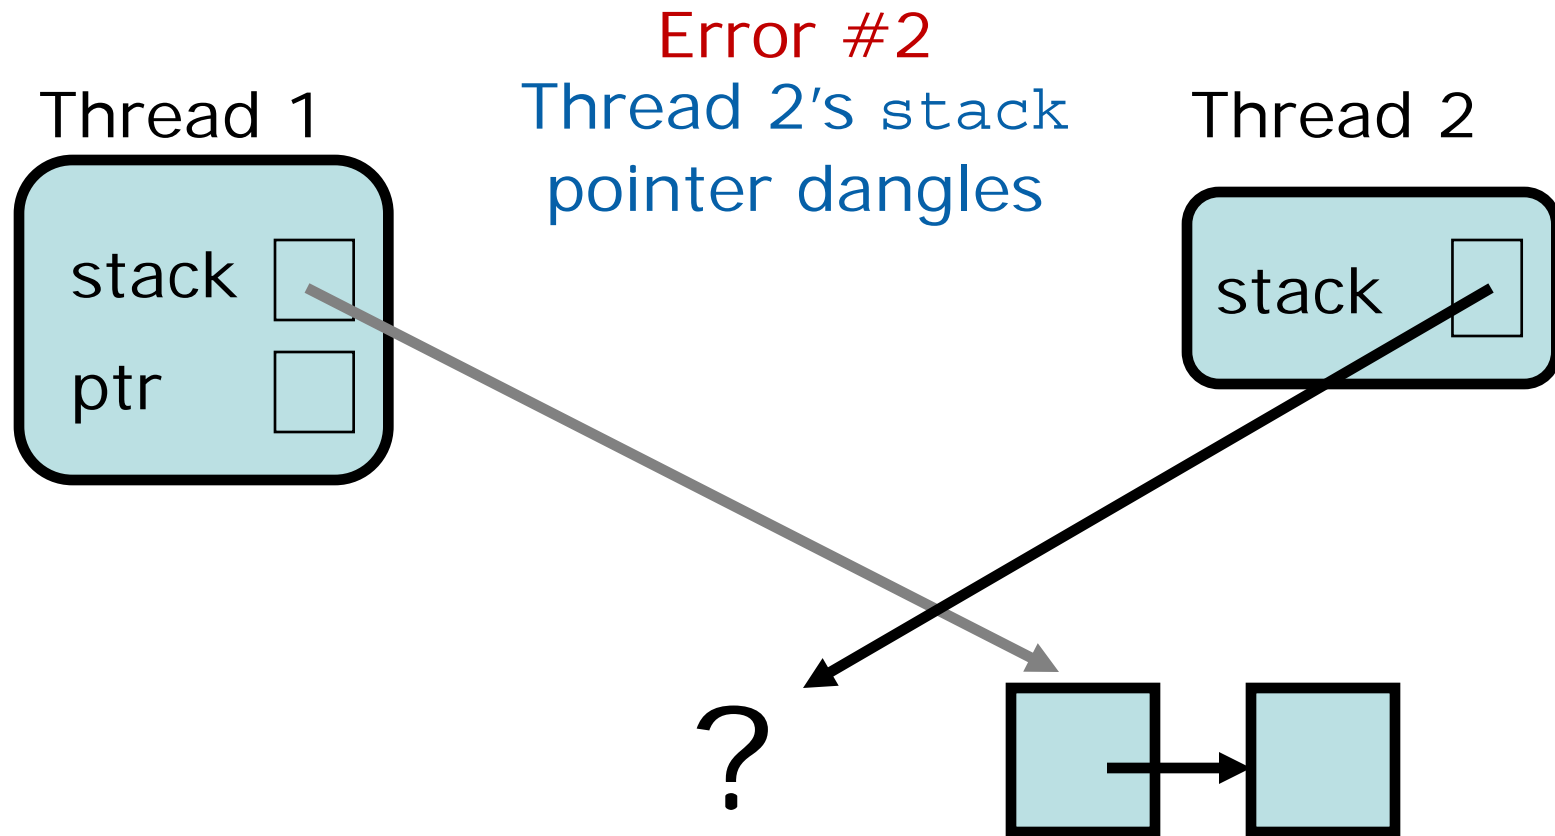 Error #2
Thread 2's stack
pointer dangles
Thread 1
stack
ptr
Thread 2
stack
?